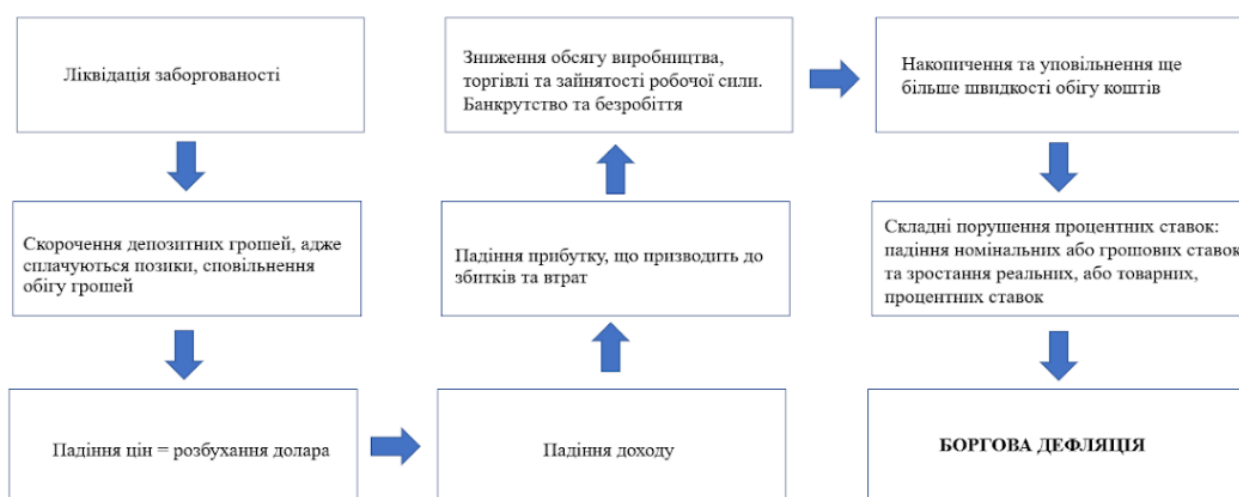 Ліквідація заборгованості
Скорочення депозитних грошей, адже
сплачуються позики, сповільнення
обігу грошей
Падіння цін = розбухання долара
Падіння доходу
Падіння прибутку, що призводить до
збитків та втрат
Зниження обсягу виробництва,
торгівлі та зайнятості робочої сили.
Банкрутство та безробіття
Накопичення та уповільнення ще
більше швидкості обігу коштів
Складні порушення процентних ставок:
падіння номінальних або грошових ставок
та зростання реальних, або товарних,
процентних ставок
БОРГОВА ДЕФЛЯЦІЯ